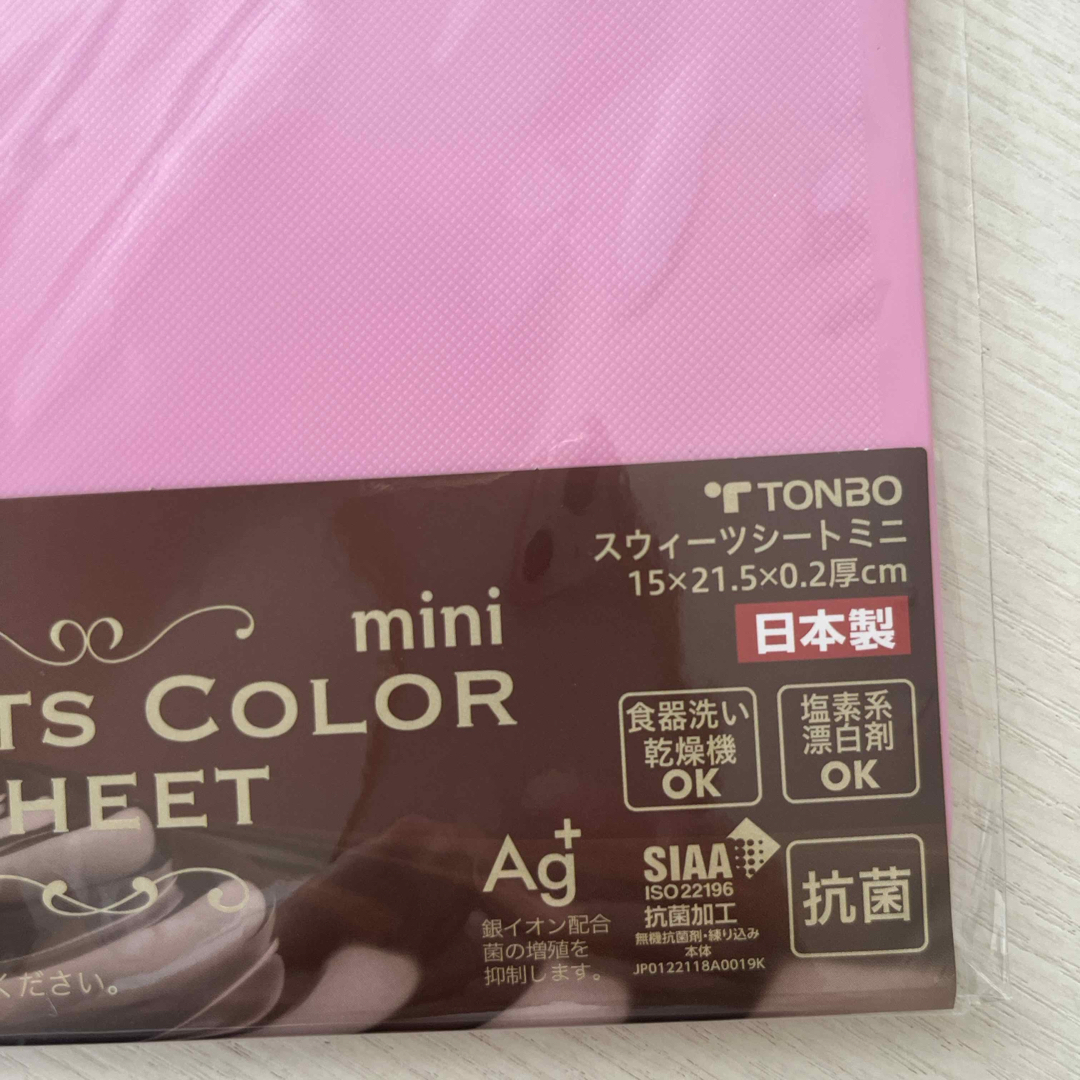 TONBO
スウィーツシートミニ
15×21.5×0.2厚cm
日本製
mini
TS COLOR
HEET
食器洗い
乾燥機
OK
塩素系
漂白剤
OK
Ag+
銀イオン配合
菌の増殖を
抑制します。
SIAA
ISO 22196
抗菌加工
無機抗菌剤・練り込み
本体
JP0122118A0019K
抗菌
ください。